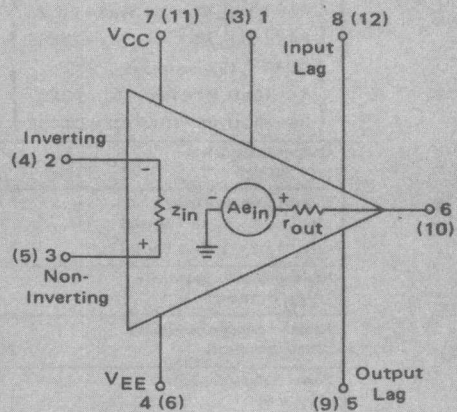 7 (11)
(3) 1
8 (12)
VCC
Input
Lag
Inverting
(4) 2
-
zin
+
(5) 3
Non-
Inverting
-
Aein
+
rout
6
(10)
VEE
4 (6)
(9) 5
Output
Lag